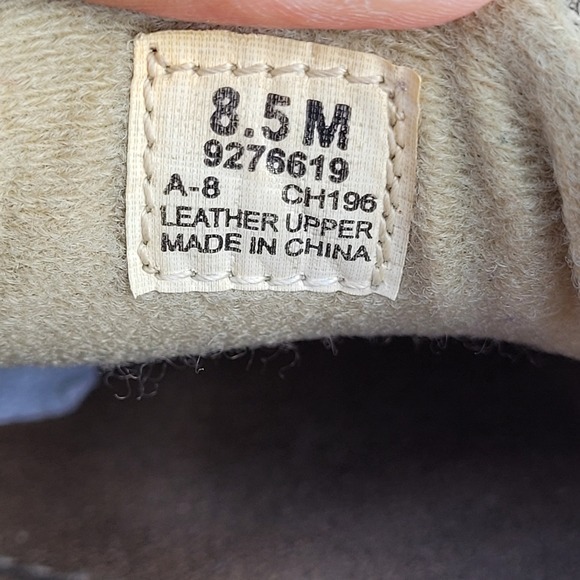 8.5 M
9276619
A-8 CH196
LEATHER UPPER
MADE IN CHINA